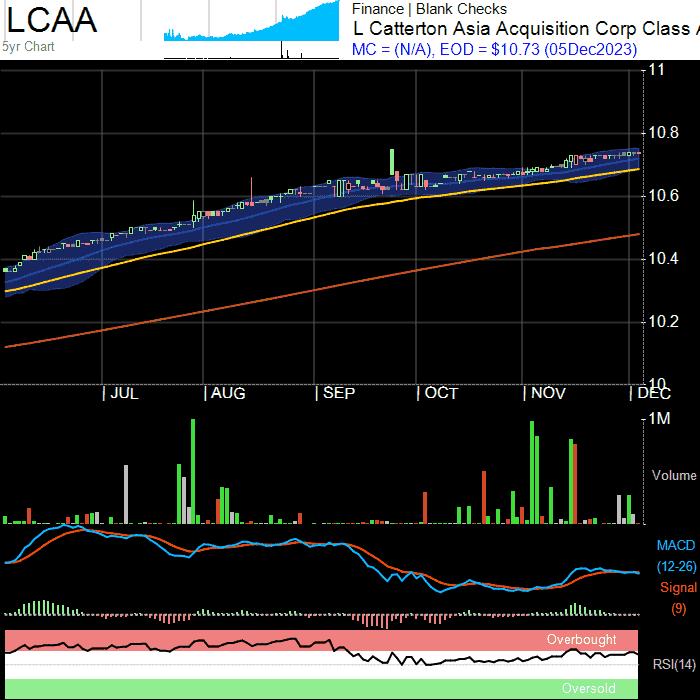 LCAA
5yr Chart
Finance | Blank Checks
L Catterton Asia Acquisition Corp Class A
MC = (N/A), EOD = $10.73 (05Dec2023)
11
10.8
10.6
10.4
10.2
10
| JUL | AUG | SEP | OCT | NOV | DEC
1M
Volume
MACD
(12-26)
Signal
(9)
Overbought
RSI(14)
Oversold